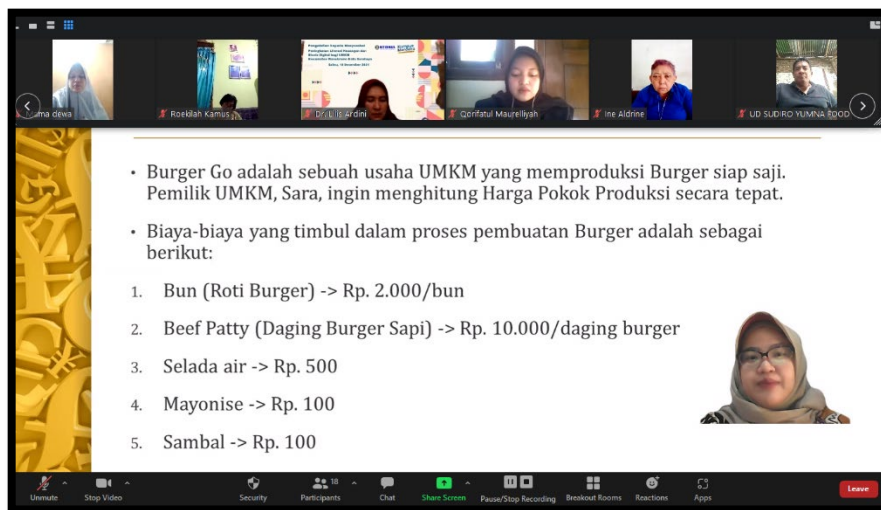 Roekilah Kamus
Dr. Lilis Ardini
Qorifatul Maurelliyah
Ine Aldrine
UD SUDIRO YUMNA FOOD
• Burger Go adalah sebuah usaha UMKM yang memproduksi Burger siap saji.
Pemilik UMKM, Sara, ingin menghitung Harga Pokok Produksi secara tepat.
• Biaya-biaya yang timbul dalam proses pembuatan Burger adalah sebagai
berikut:
1. Bun (Roti Burger) -> Rp. 2.000/bun
2. Beef Patty (Daging Burger Sapi) -> Rp. 10.000/daging burger
3. Selada air -> Rp. 500
4. Mayonise -> Rp. 100
5. Sambal -> Rp. 100
18
Unmute Stop Video Security Participants Chat Share Screen Pause/Stop Recording Breakout Rooms Reactions Apps Leave